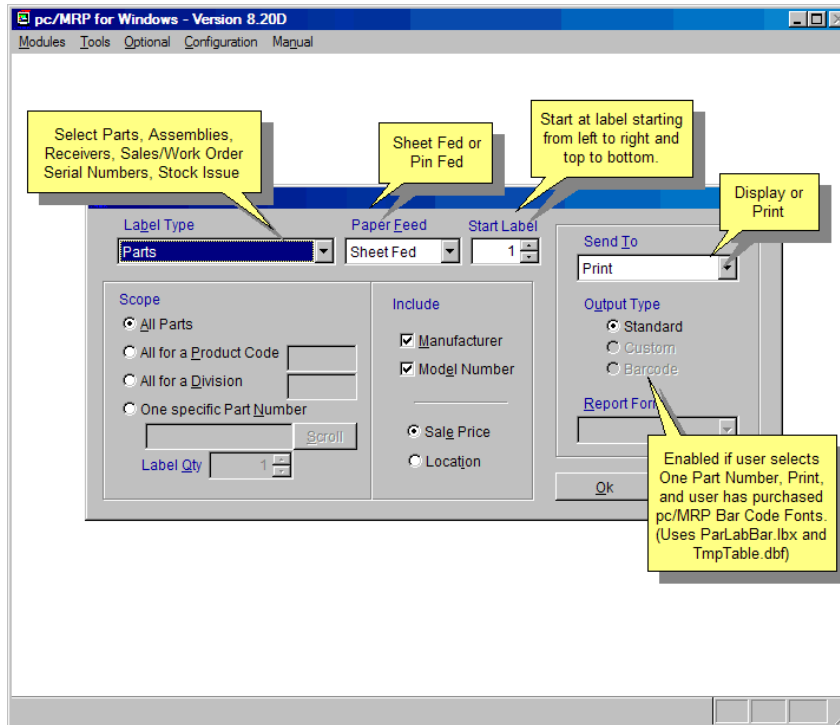 pc/MRP for Windows - Version 8.20D
Modules Tools Optional Configuration Manual
Select Parts, Assemblies,
Receivers, Sales/Work Order
Serial Numbers, Stock Issue
Sheet Fed or
Pin Fed
Start at label starting
from left to right and
top to bottom.
Display or
Print
Label Type
Parts
Paper Feed
Sheet Fed
Start Label
1
Send To
Print
Scope
All Parts
All for a Product Code
All for a Division
One specific Part Number
Scroll
Label Qty 1
Include
Manufacturer
Model Number
Sale Price
Location
Output Type
Standard
Custom
Barcode
Report For
Ok
Enabled if user selects
One Part Number, Print,
and user has purchased
pc/MRP Bar Code Fonts.
(Uses ParLabBar.lbx and
TmpTable.dbf)